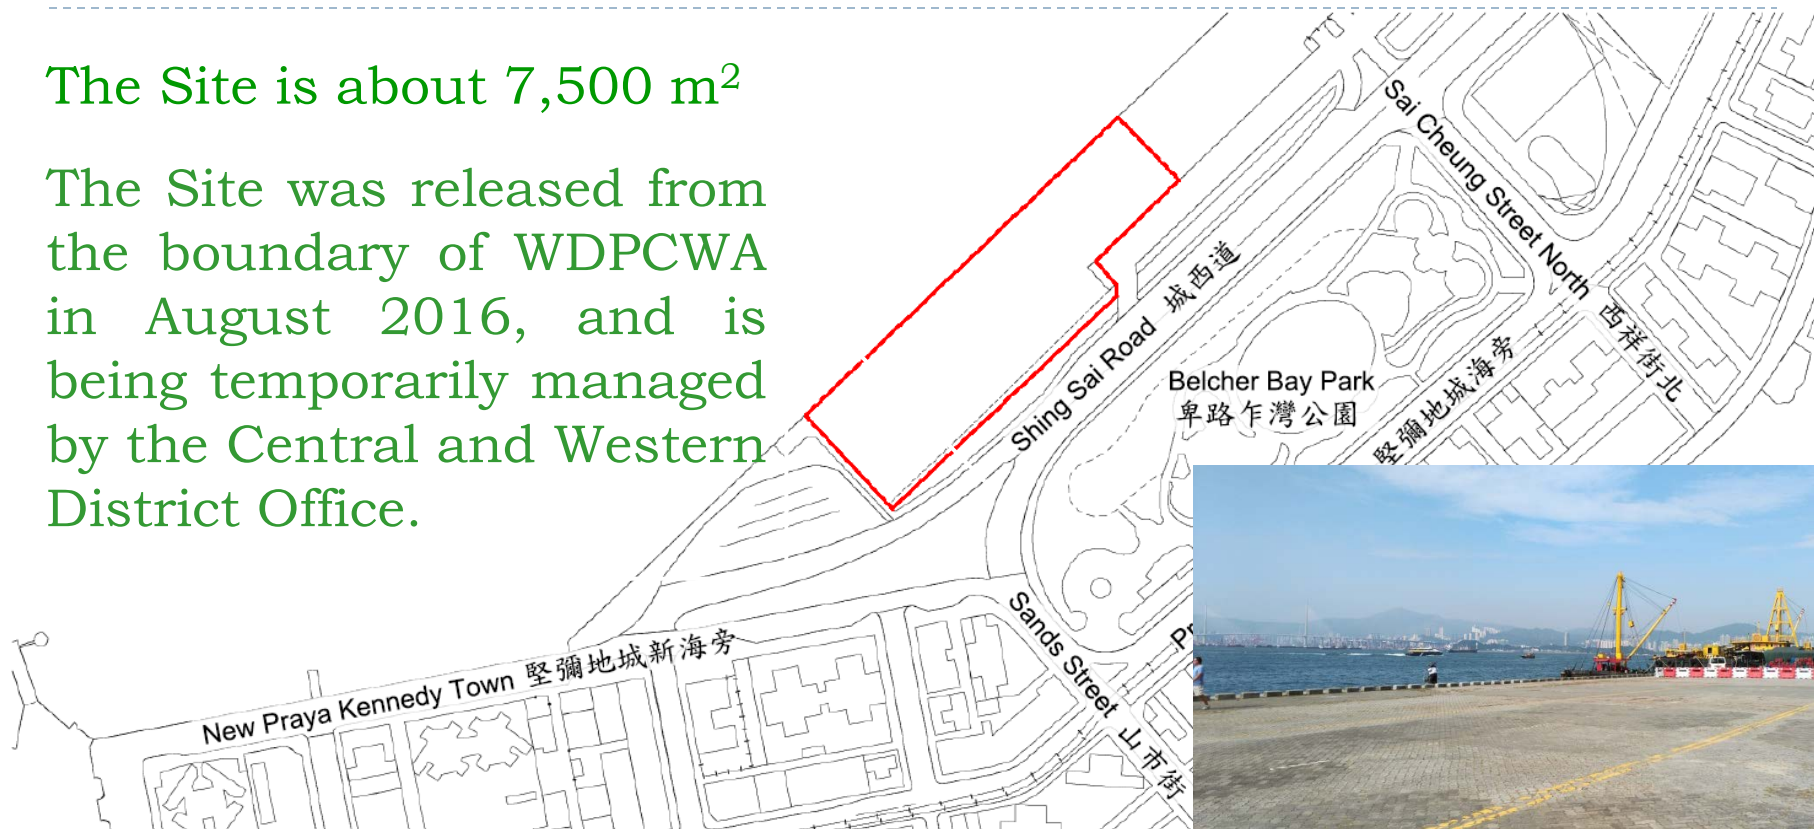 The Site is about 7,500 m²
The Site was released from
the boundary of WDPCWA
in August 2016, and is
being temporarily managed
by the Central and Western
District Office.
Sai Cheung Street North 西祥街北
Shing Sai Road 城西道
Belcher Bay Park
卑路乍灣公園
堅彌地城海旁
Sands Street 山市街
New Praya Kennedy Town 堅彌地城新海旁